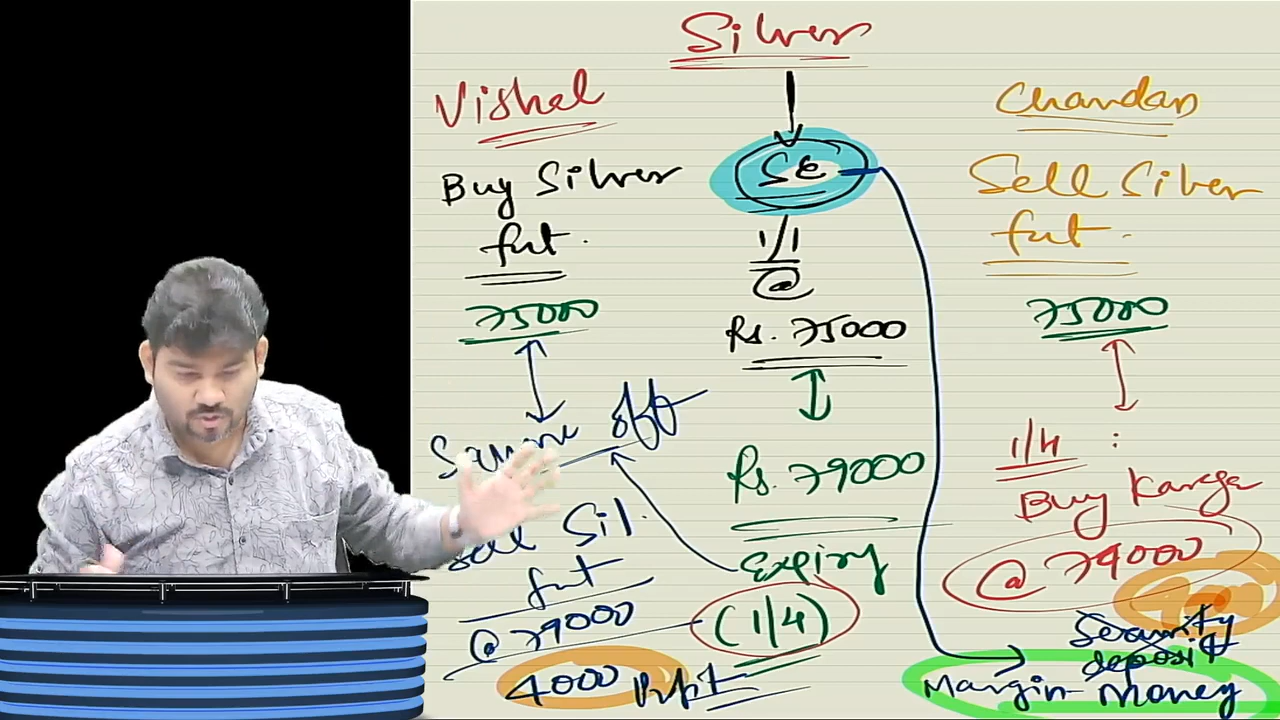 Silver
Vishal
Buy Silver
fut.
75000
Square off
Sell Sil.
fut
@ 79000
4000 Profit
SE
1/1
@
Rs. 75000
Rs. 79000
Expiry
(1/4)
Chandan
Sell Silver
fut.
75000
1/4 :
Buy Karega
@ 79000
Security
deposit
Margin Money